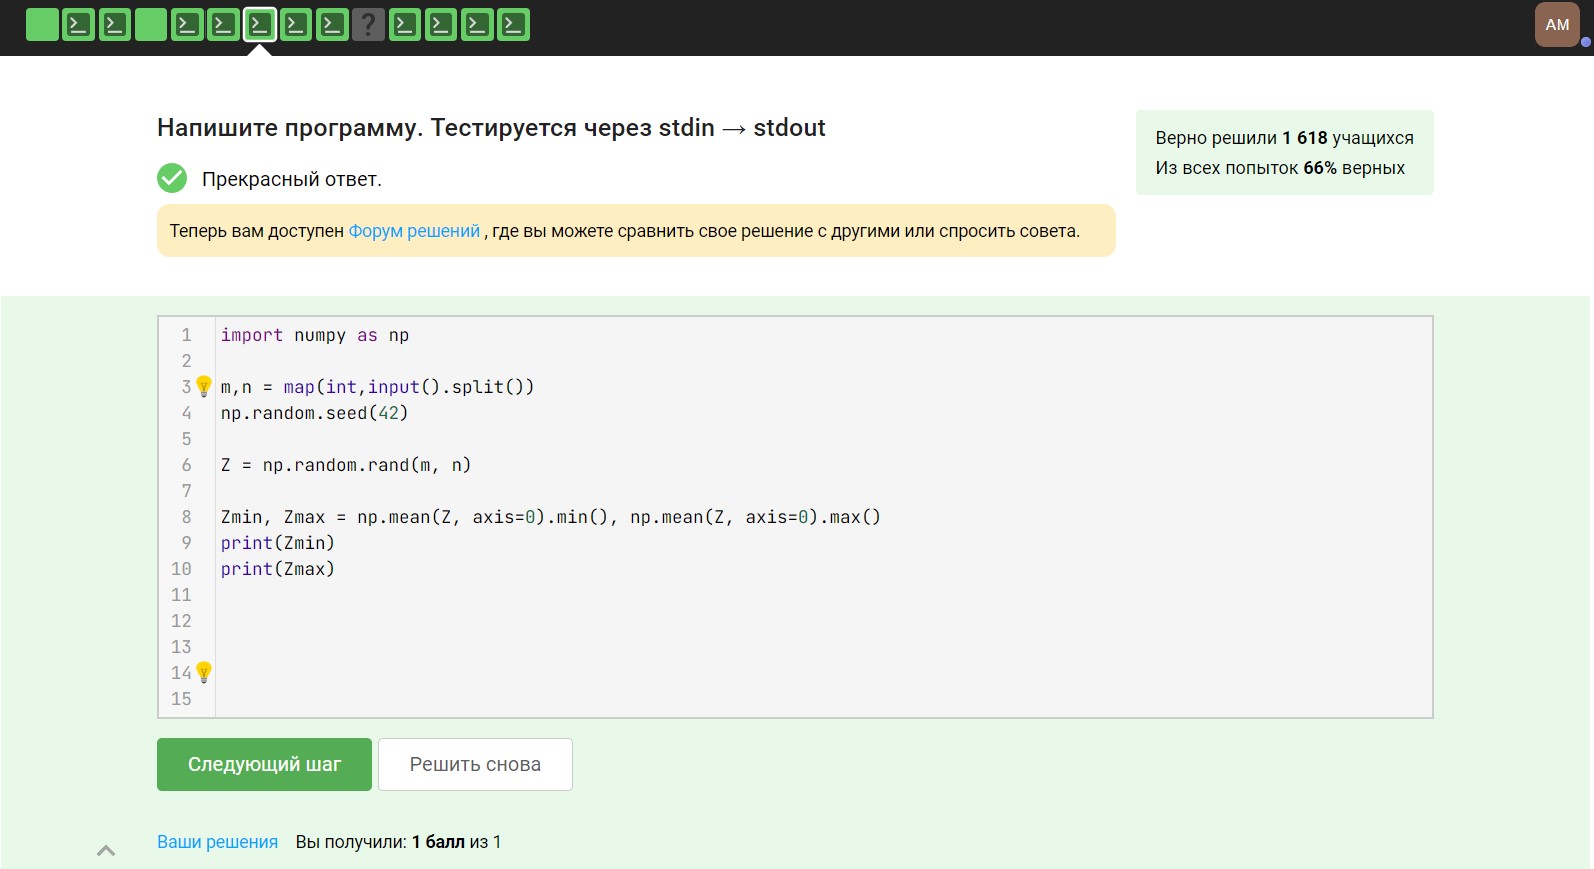 ?
AM
Напишите программу. Тестируется через stdin → stdout
Верно решили 1 618 учащихся
Из всех попыток 66% верных
Прекрасный ответ.
Теперь вам доступен Форум решений , где вы можете сравнить свое решение с другими или спросить совета.
1 import numpy as np
2
3 m,n = map(int,input().split())
4 np.random.seed(42)
5
6 Z = np.random.rand(m, n)
7
8 Zmin, Zmax = np.mean(Z, axis=0).min(), np.mean(Z, axis=0).max()
9 print(Zmin)
10 print(Zmax)
11
12
13
14
15
Следующий шаг
Решить снова
Ваши решения Вы получили: 1 балл из 1